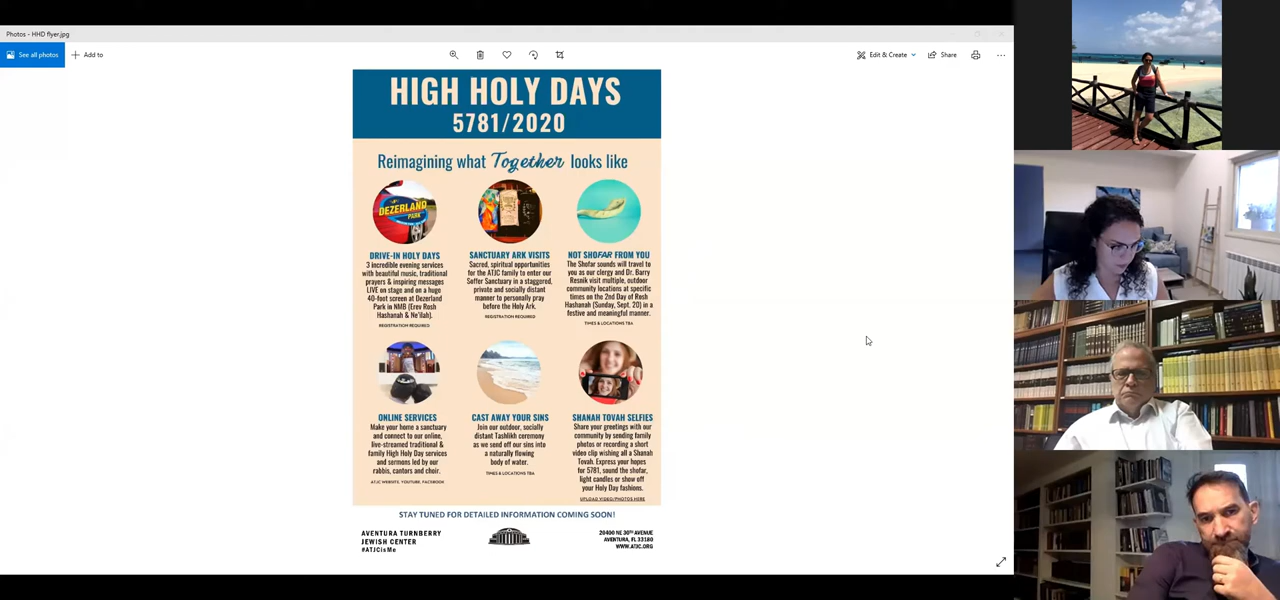 Photos - HHD flyer.jpg
See all photos
Add to
Edit & Create
Share
HIGH HOLY DAYS
5781/2020
Reimagining what Together looks like
DEZERLAND
PARK
DRIVE-IN HOLY DAYS
3 incredible evening services
with beautiful music, traditional
prayers & inspiring messages
LIVE on stage and on a huge
40-foot screen at Dezerland
Park in NMB (Erev Rosh
Hashanah & Ne'ilah).
REGISTRATION REQUIRED
SANCTUARY ARK VISITS
Sacred, spiritual opportunities
for the ATJC family to enter our
Soffer Sanctuary in a staggered,
private and socially distant
manner to personally pray
before the Holy Ark.
REGISTRATION REQUIRED
NOT SHOFAR FROM YOU
The Shofar sounds will travel to
you as our clergy and Dr. Barry
Resnik visit multiple, outdoor
community locations at specific
times on the 2nd Day of Rosh
Hashanah (Sunday, Sept. 20) in a
festive and meaningful manner.
TIMES & LOCATIONS TBA
ONLINE SERVICES
Make your home a sanctuary
and connect to our online,
live-streamed traditional &
family High Holy Day services
and sermons led by our
rabbis, cantors and choir.
ATJC WEBSITE, YOUTUBE, FACEBOOK
CAST AWAY YOUR SINS
Join our outdoor, socially
distant Tashlikh ceremony
as we send off our sins into
a naturally flowing
body of water.
TIMES & LOCATIONS TBA
SHANAH TOVAH SELFIES
Share your greetings with our
community by sending family
photos or recording a short
video clip wishing all a Shanah
Tovah. Express your hopes
for 5781, sound the shofar,
light candles or show off
your Holy Day fashions.
UPLOAD VIDEO/PHOTOS HERE
STAY TUNED FOR DETAILED INFORMATION COMING SOON!
AVENTURA TURNBERRY
JEWISH CENTER
#ATJCisMe
20400 NE 30TH AVENUE
AVENTURA, FL 33180
WWW.ATJC.ORG